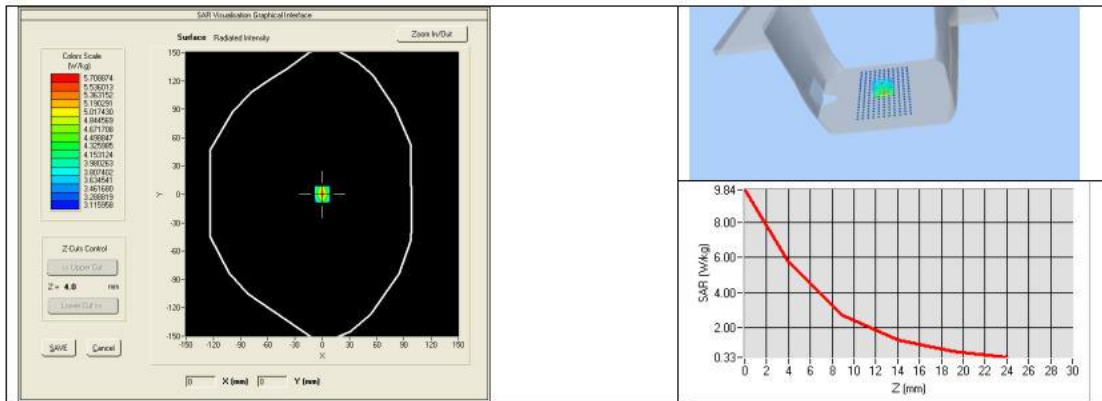 SAR Visualisation Graphical Interface
Surface Radiated Intensity
Zoom In/Out
Colors Scale
(W/kg)
5.708874
5.536013
5.363152
5.190291
5.017430
4.844569
4.671708
4.498847
4.325985
4.153124
3.980263
3.807402
3.634541
3.461680
3.288819
3.115958
150
120
90
60
30
0
-30
-60
-90
-120
-150
Y
-150 -120 -90 -60 -30 0 30 60 90 120 150
X
Z-Cuts Control
<< Upper Cut
Z = 4.0 mm
Lower Cut >>
SAVE Cancel
0 X (mm) 0 Y (mm)
9.84
8.00
6.00
4.00
2.00
0.33
SAR (W/kg)
0 2 4 6 8 10 12 14 16 18 20 22 24 26 28 30
Z (mm)